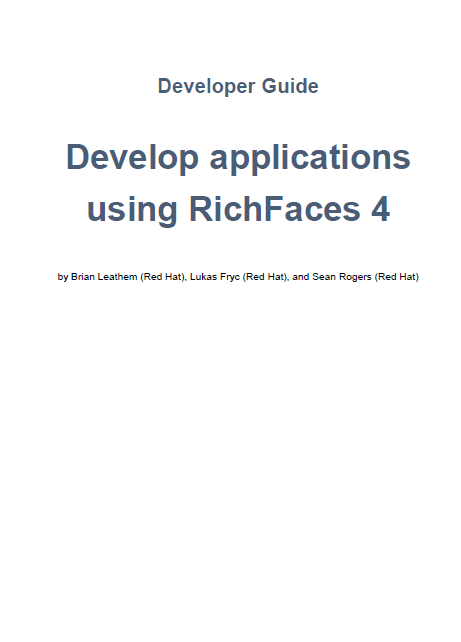 Developer Guide
Develop applications
using RichFaces 4
by Brian Leathem (Red Hat), Lukas Fryc (Red Hat), and Sean Rogers (Red Hat)